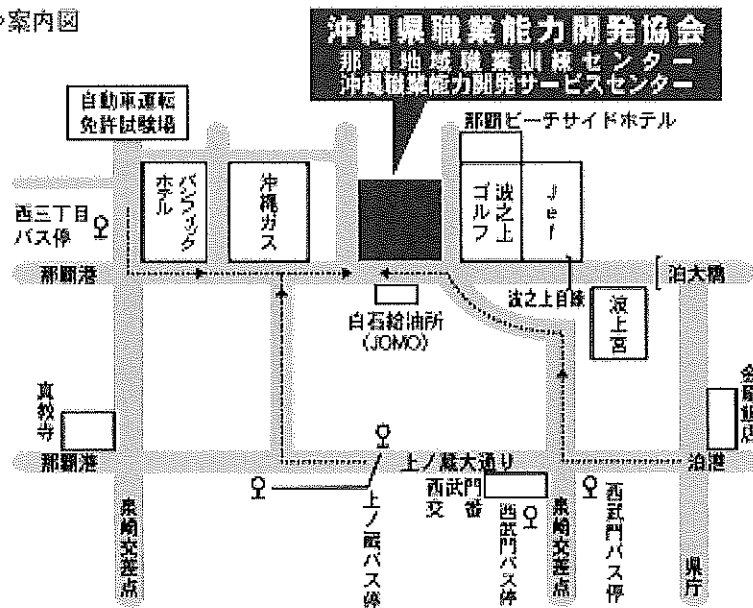 案内図
沖縄県職業能力開発協会
那覇地域職業訓練センター
沖縄職業能力開発サービスセンター
自動車運転
免許試験場
那覇ビーチサイドホテル
パシフィック
ホテル
沖縄ガス
波之上
ゴルフ
Jef
西三丁目
バス停
那覇港
泊大橋
白石給油所
(JOMO)
波之上自練
波上宮
真教寺
那覇港
上ノ蔵大通り
泊港
西武門
交番
上ノ蔵バス停
西武門バス停
西武門バス停
泉崎交差点
泉崎交差点
県庁